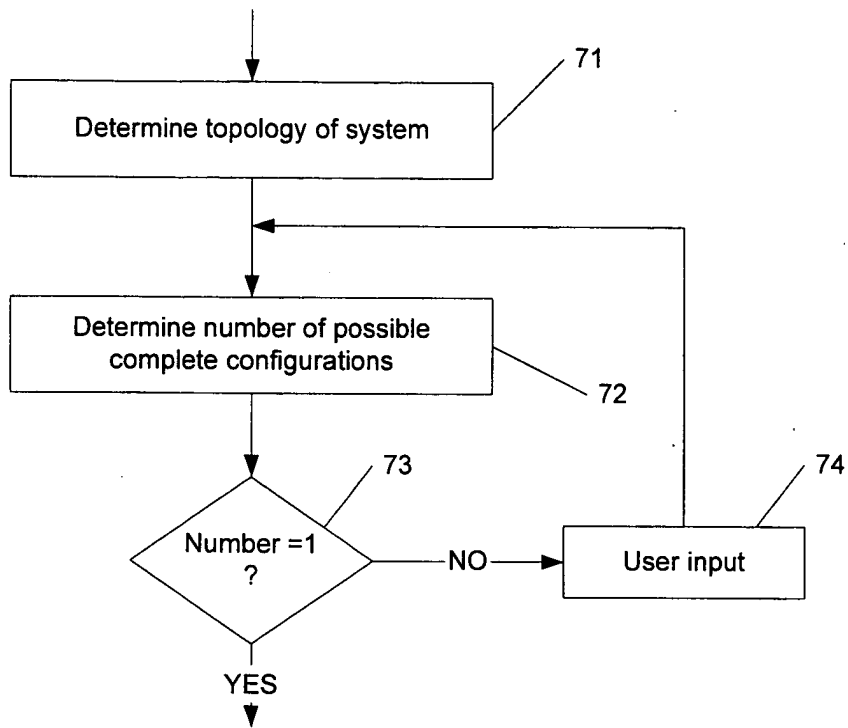 71
Determine topology of system
Determine number of possible
complete configurations
72
73
74
Number =1
?
NO
User input
YES